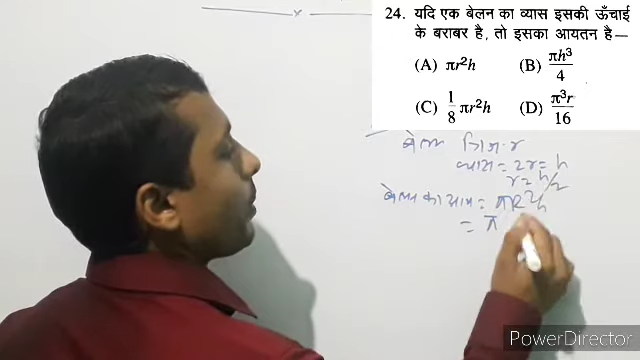 24. यदि एक बेलन का व्यास इसकी ऊँचाई
के बराबर है, तो इसका आयतन है—
(A) πr²h (B) πh³/4
(C) 1/8 πr²h (D) π³r/16
बेलन त्रिज्या = r
व्यास = 2r = h
r = h/2
बेलन का आय० = πR²h
= π
PowerDirector